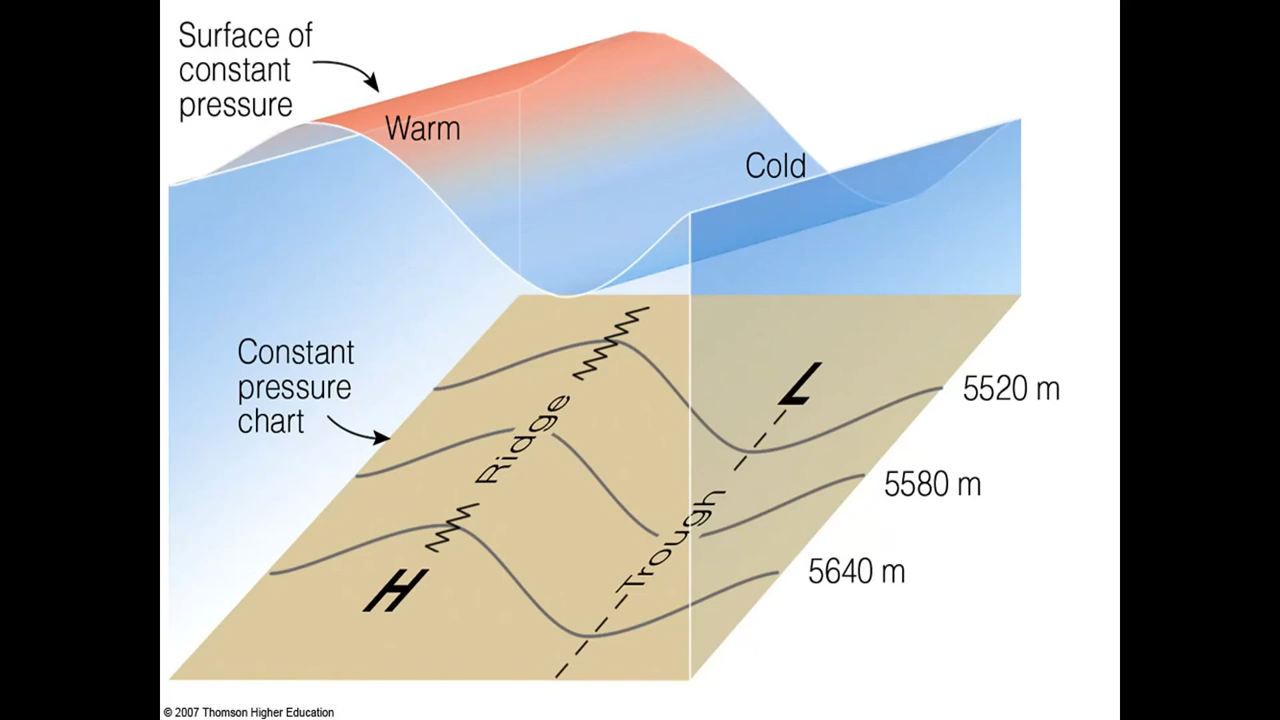 Surface of
constant
pressure
Warm
Cold
Constant
pressure
chart
Ridge
L
5520 m
5580 m
Trough
5640 m
H
© 2007 Thomson Higher Education